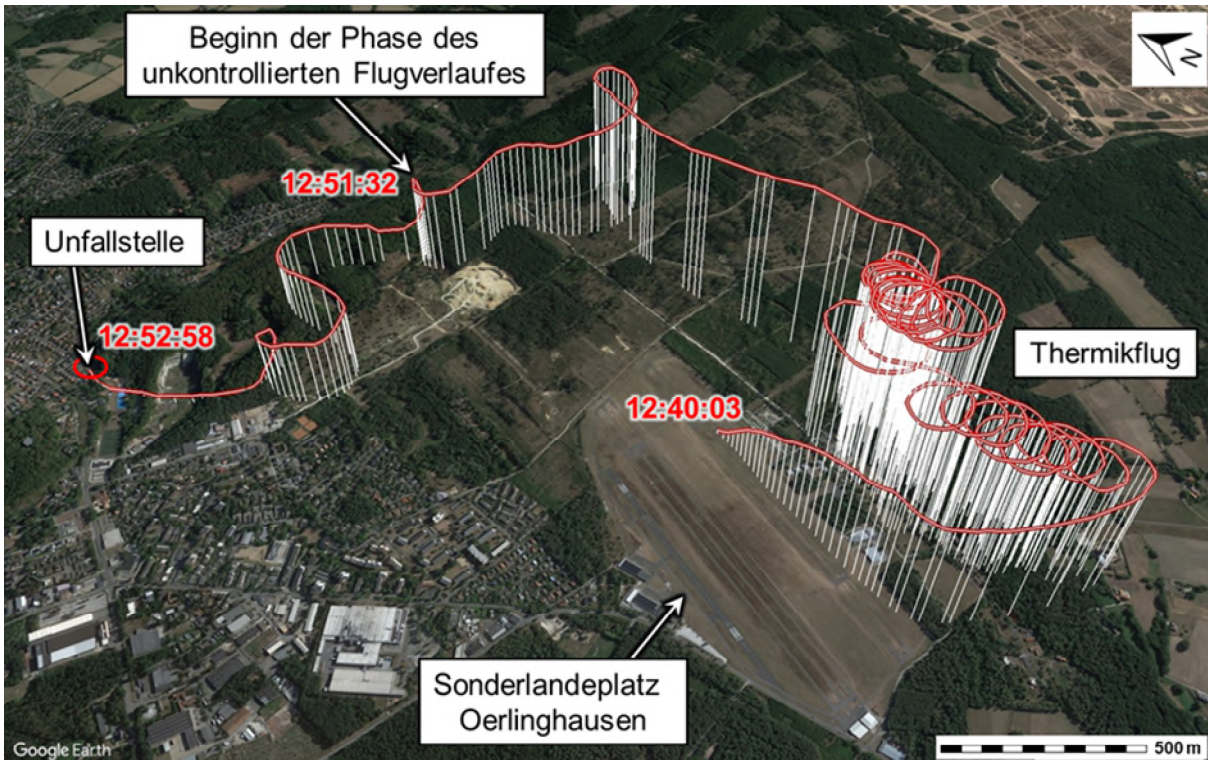 Beginn der Phase des
unkontrollierten Flugverlaufes
N
12:51:32
Unfallstelle
12:52:58
Thermikflug
12:40:03
Sonderlandeplatz
Oerlinghausen
Google Earth
500 m